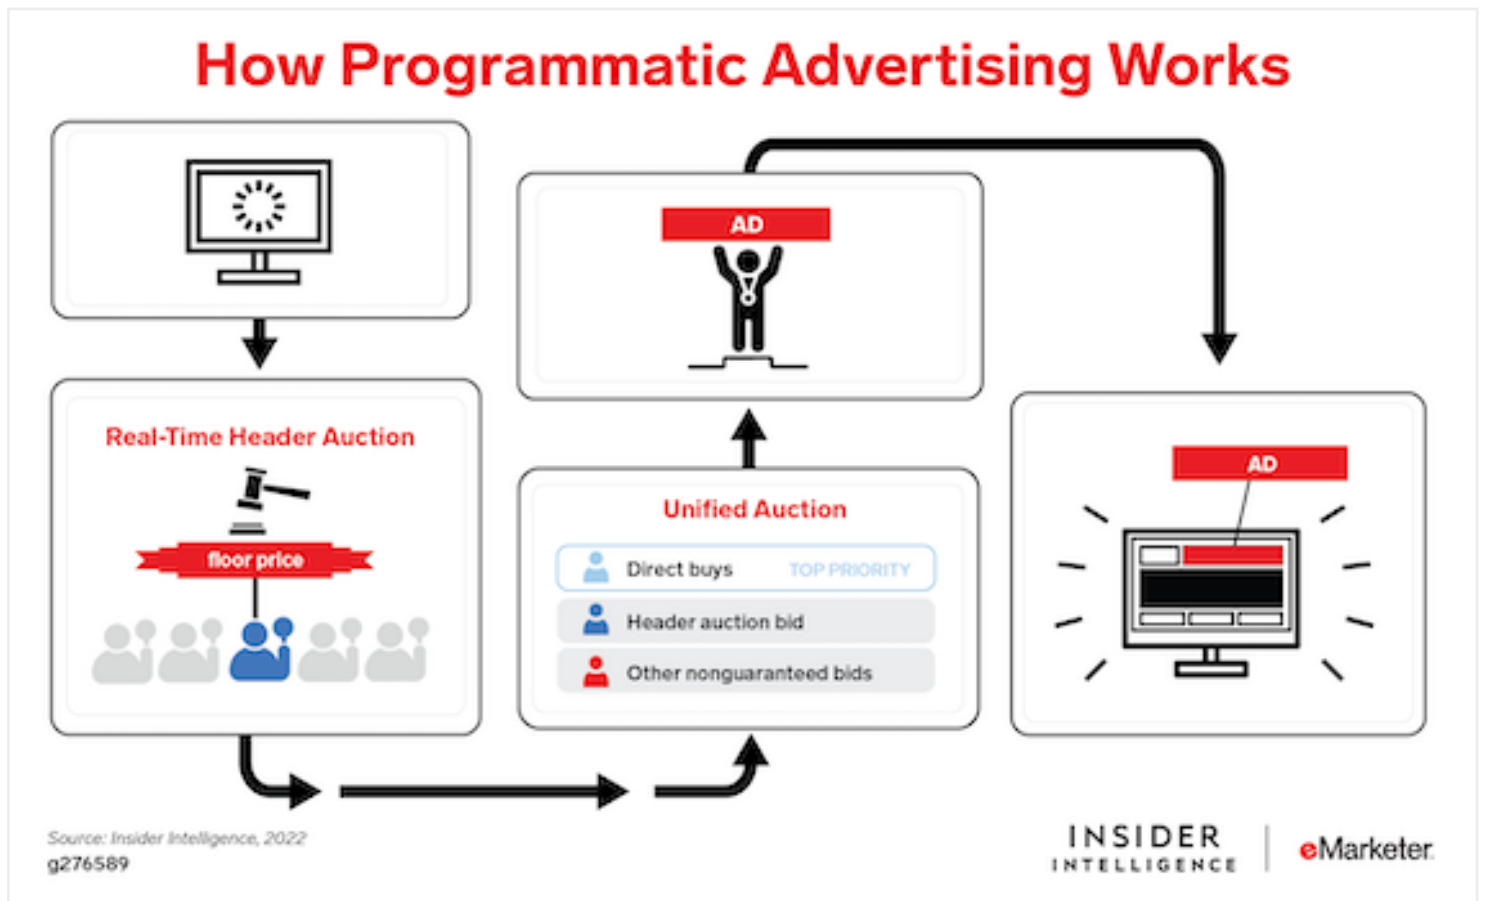 How Programmatic Advertising Works
Real-Time Header Auction
floor price
Unified Auction
Direct buys TOP PRIORITY
Header auction bid
Other nonguaranteed bids
AD
AD
Source: Insider Intelligence, 2022
g276589
INSIDER
INTELLIGENCE
eMarketer.